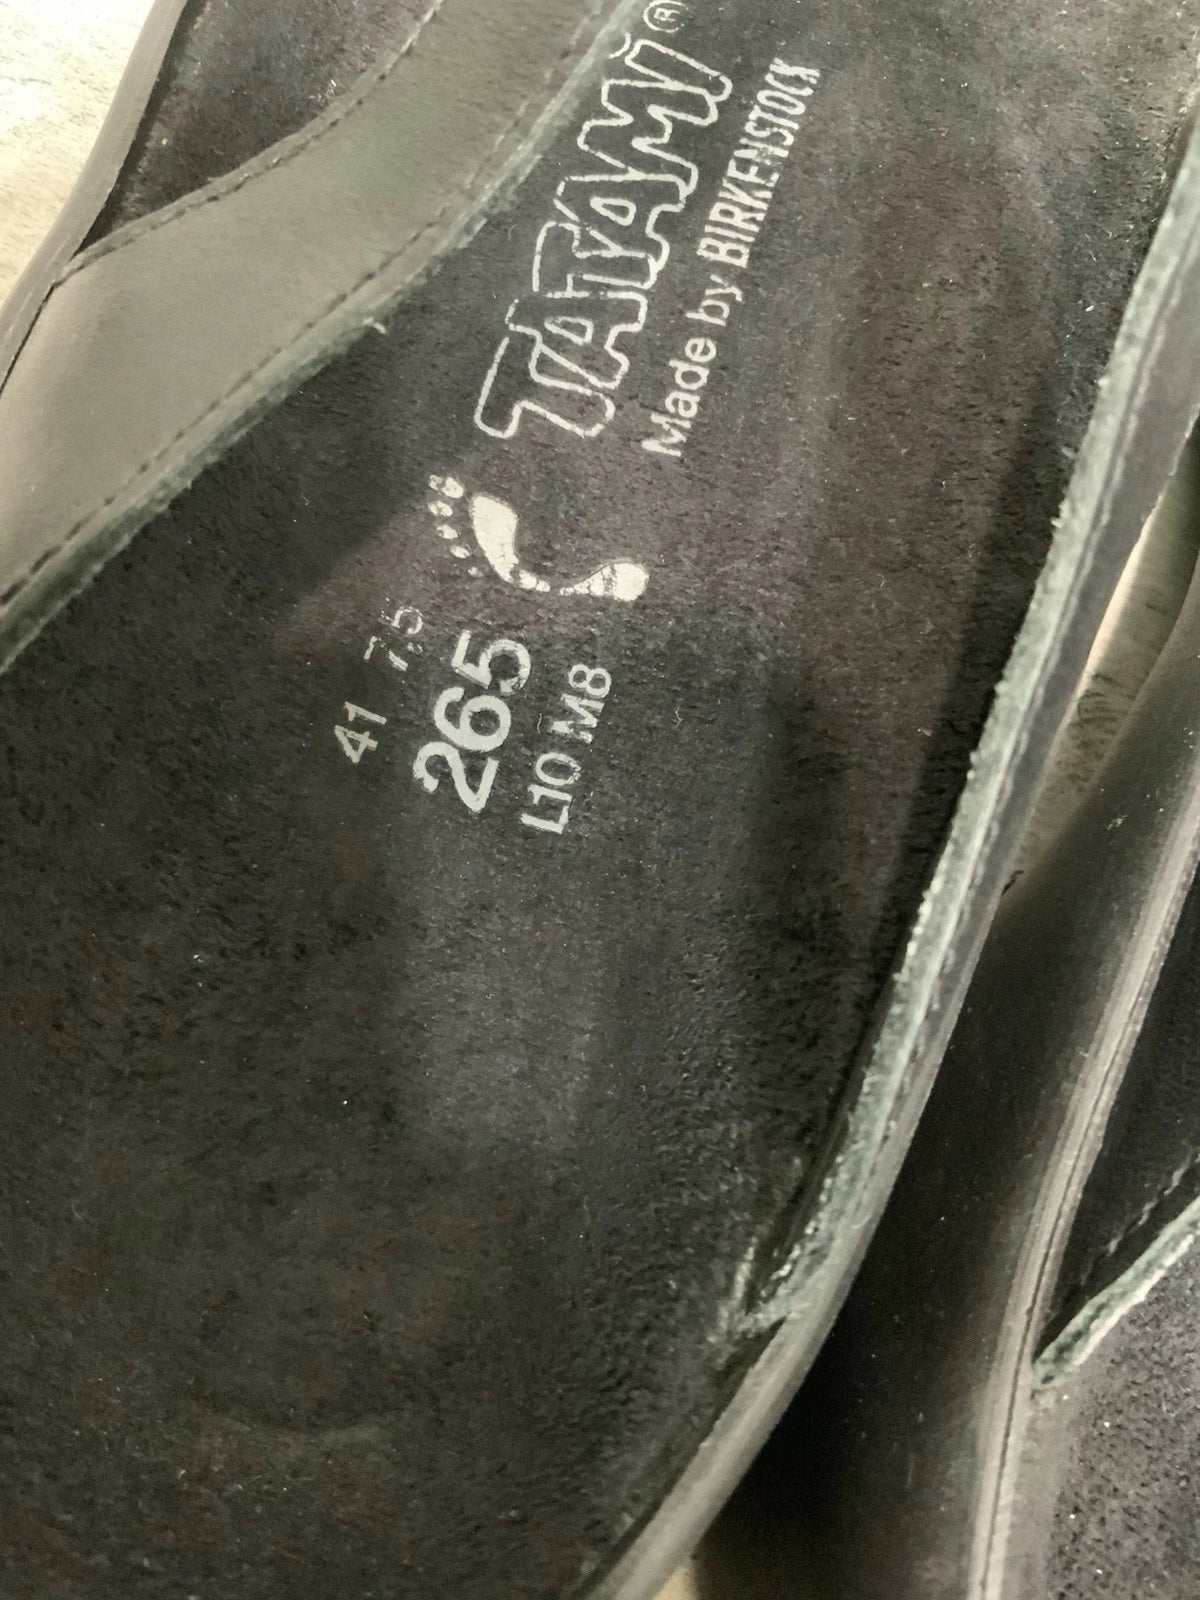 TATAMI®
Made by BIRKENSTOCK
41 7,5
265
L10 M8